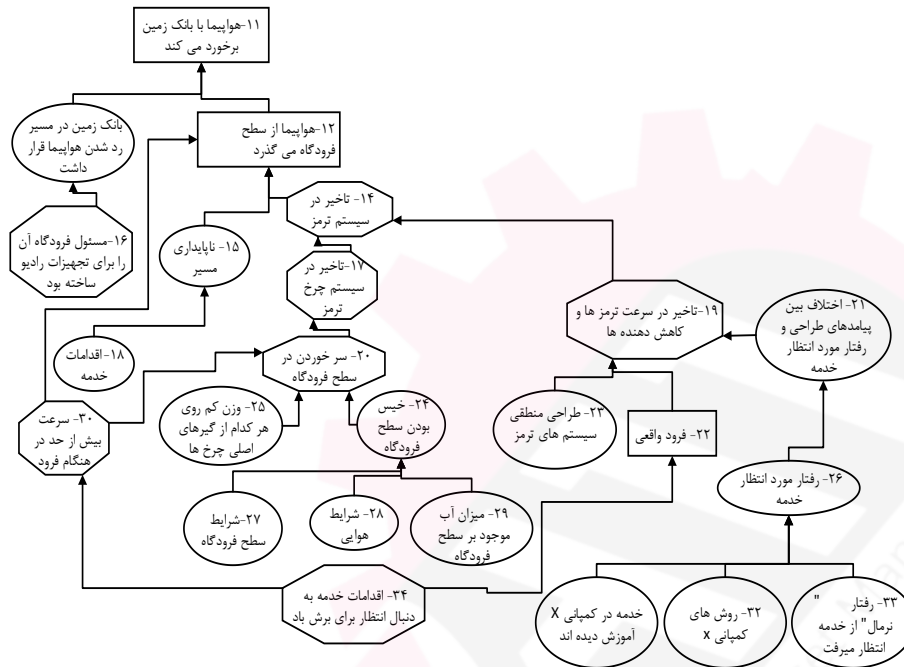 ۱۱-هواپیما با بانک زمین
برخورد می کند
بانک زمین در مسیر
رد شدن هواپیما قرار
داشت
۱۲-هواپیما از سطح
فرودگاه می گذرد
۱۴- تاخیر در
سیستم ترمز
۱۵- ناپایداری
مسیر
۱۶-مسئول فرودگاه آن
را برای تجهیزات رادیو
ساخته بود
۱۷-تاخیر در
سیستم چرخ
ترمز
۱۸- اقدامات
خدمه
۱۹-تاخیر در سرعت ترمز ها و
کاهش دهنده ها
۲۱- اختلاف بین
پیامدهای طراحی و
رفتار مورد انتظار
خدمه
۲۰- سر خوردن در
سطح فرودگاه
۳۰- سرعت
بیش از حد در
هنگام فرود
۲۵- وزن کم روی
هر کدام از گیرهای
اصلی چرخ ها
۲۴- خیس
بودن سطح
فرودگاه
۲۳- طراحی منطقی
سیستم های ترمز
۲۲- فرود واقعی
۲۶- رفتار مورد انتظار
خدمه
۲۷-شرایط
سطح فرودگاه
۲۸- شرایط
هوایی
۲۹- میزان آب
موجود بر سطح
فرودگاه
۳۴- اقدامات خدمه به
دنبال انتظار برای برش باد
خدمه در کمپانی X
آموزش دیده اند
۳۲- روش های
کمپانی x
۳۳- رفتار "
نرمال" از خدمه
انتظار میرفت